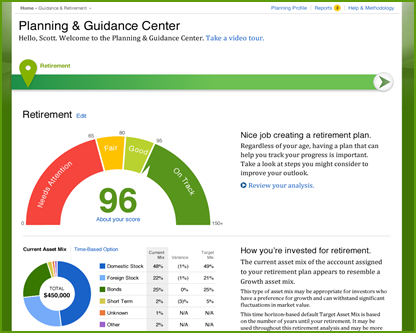 Home › Guidance & Retirement ›
Planning Profile | Reports 3 | Help & Methodology
Planning & Guidance Center
Hello, Scott. Welcome to the Planning & Guidance Center. Take a video tour.
Retirement
Retirement Edit
Needs Attention
65
Fair
80
Good
95
On Track
0
150+
96
About your score
Nice job creating a retirement plan.
Regardless of your age, having a plan that can
help you track your progress is important.
Take a look at steps you might consider to
improve your outlook.
Review your analysis.
Current Asset Mix | Time-Based Option
TOTAL
$450,000
Current Mix Variance Target Mix
Domestic Stock 48% (1%) 49%
Foreign Stock 22% (1%) 21%
Bonds 25% 0% 25%
Short Term 2% (3)% 5%
Unknown 1% N/A N/A
Other 2% N/A N/A
How you're invested for retirement.
The current asset mix of the acccount assigned
to your retirement plan appears to resemble a
Growth asset mix.
This type of asset mix may be appropriate for investors who
have a preference for growth and can withstand significant
fluctuations in market value.
This time horizon-based default Target Asset Mix is based
on the number of years until your retirement. It may be
used throughout this retirement analysis and may be more